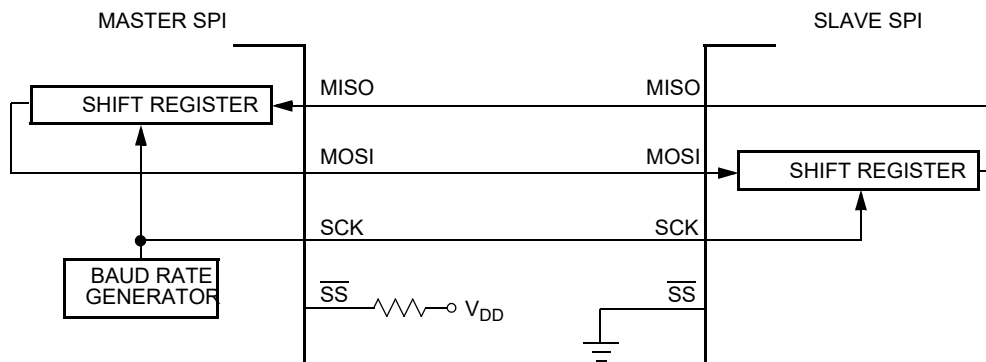 MASTER SPI
SLAVE SPI
MISO
MISO
SHIFT REGISTER
MOSI
MOSI
SHIFT REGISTER
SCK
SCK
BAUD RATE
GENERATOR
SS
VDD
SS